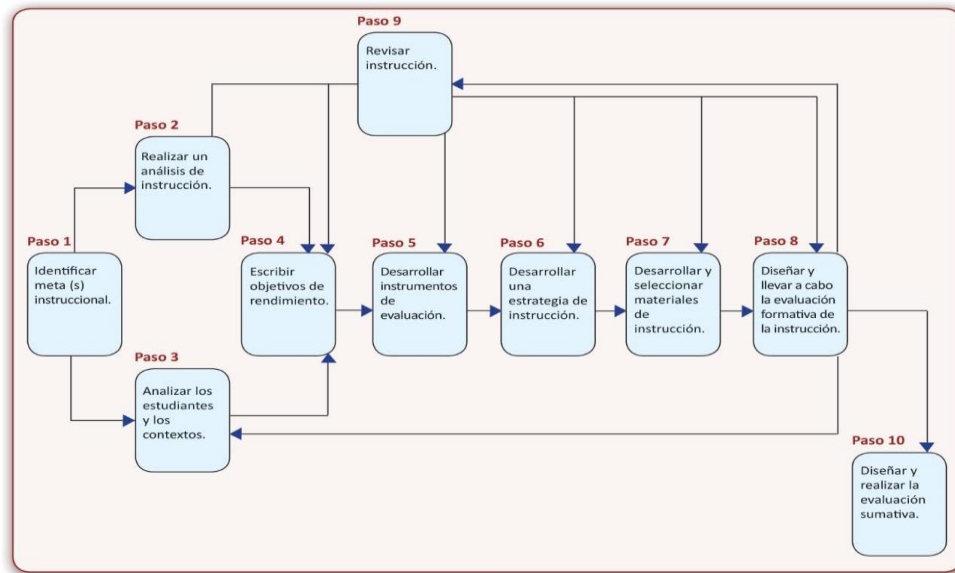 Paso 9
Revisar
instrucción.
Paso 2
Realizar un
análisis de
instrucción.
Paso 1
Identificar
meta (s)
instruccional.
Paso 4
Escribir
objetivos de
rendimiento.
Paso 5
Desarrollar
instrumentos
de
evaluación.
Paso 6
Desarrollar
una
estrategia de
instrucción.
Paso 7
Desarrollar y
seleccionar
materiales
de
instrucción.
Paso 8
Diseñar y
llevar a cabo
la evaluación
formativa de
la instrucción.
Paso 3
Analizar los
estudiantes
y los
contextos.
Paso 10
Diseñar y
realizar la
evaluación
sumativa.